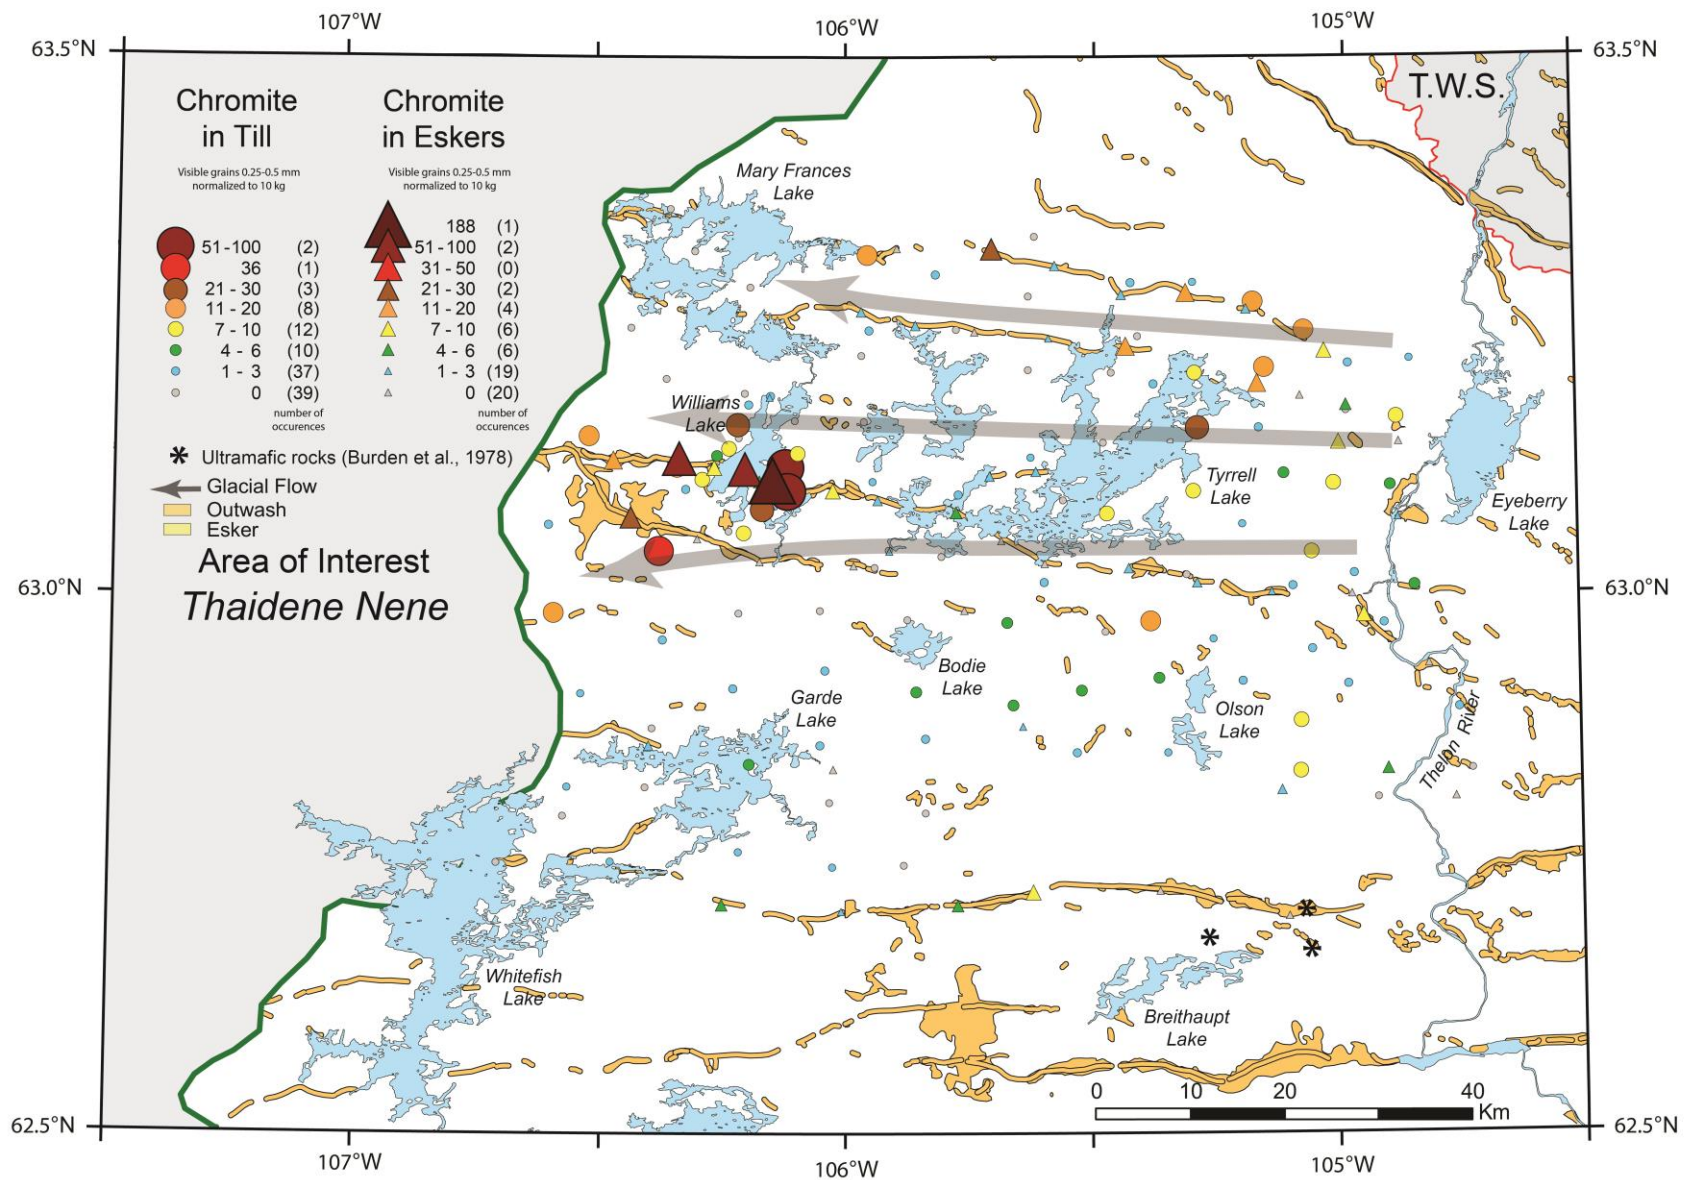 107°W
106°W
105°W
63.5°N
63.5°N
T.W.S.
Chromite
in Till
Visible grains 0.25-0.5 mm
normalized to 10 kg
51 -100 (2)
36 (1)
21 - 30 (3)
11 - 20 (8)
7 - 10 (12)
4 - 6 (10)
1 - 3 (37)
0 (39)
number of
occurences
Chromite
in Eskers
Visible grains 0.25-0.5 mm
normalized to 10 kg
188 (1)
51 -100 (2)
31 - 50 (0)
21 - 30 (2)
11 - 20 (4)
7 - 10 (6)
4 - 6 (6)
1 - 3 (19)
0 (20)
number of
occurences
* Ultramafic rocks (Burden et al., 1978)
Glacial Flow
Outwash
Esker
Area of Interest
Thaidene Nene
Mary Frances
Lake
Williams
Lake
Tyrrell
Lake
Eyeberry
Lake
63.0°N
63.0°N
Bodie
Lake
Garde
Lake
Olson
Lake
Thelon River
*
*
*
Whitefish
Lake
Breithaupt
Lake
0 10 20 40
Km
62.5°N
62.5°N
107°W
106°W
105°W